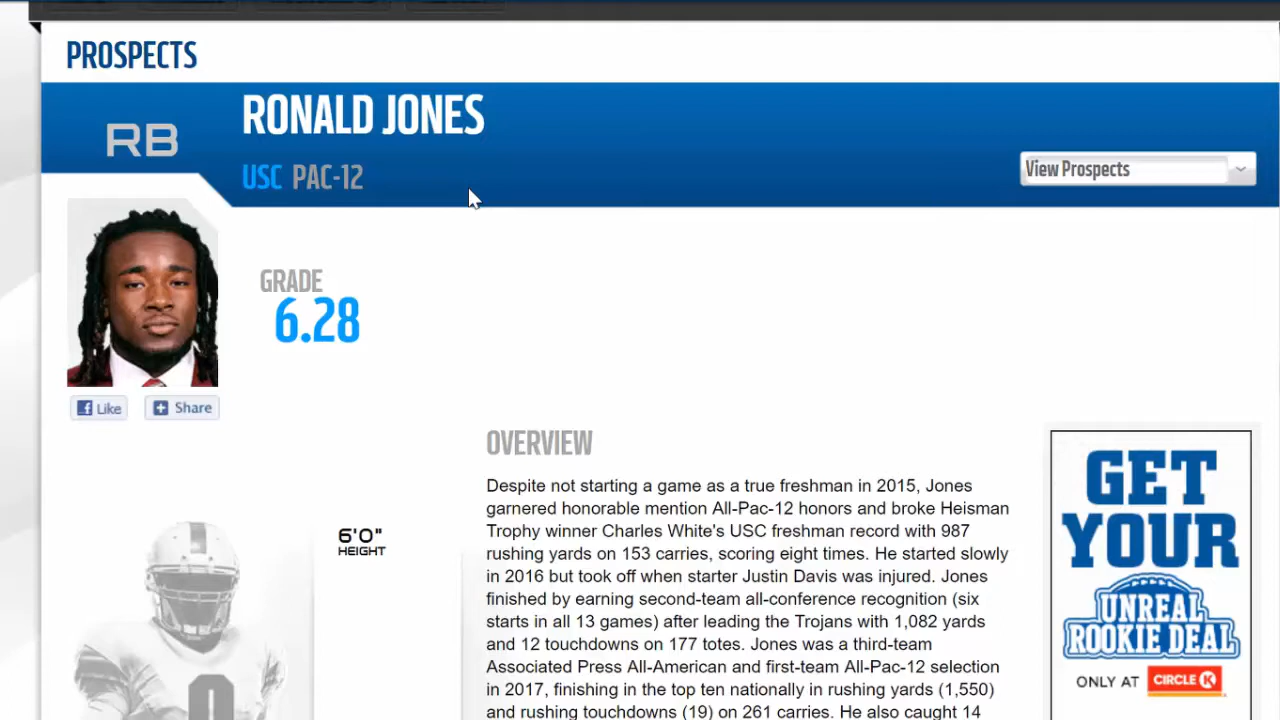 PROSPECTS
RB
RONALD JONES
USC PAC-12
View Prospects
GRADE
6.28
Like
Share
6'0"
HEIGHT
OVERVIEW
Despite not starting a game as a true freshman in 2015, Jones
garnered honorable mention All-Pac-12 honors and broke Heisman
Trophy winner Charles White's USC freshman record with 987
rushing yards on 153 carries, scoring eight times. He started slowly
in 2016 but took off when starter Justin Davis was injured. Jones
finished by earning second-team all-conference recognition (six
starts in all 13 games) after leading the Trojans with 1,082 yards
and 12 touchdowns on 177 totes. Jones was a third-team
Associated Press All-American and first-team All-Pac-12 selection
in 2017, finishing in the top ten nationally in rushing yards (1,550)
and rushing touchdowns (19) on 261 carries. He also caught 14
GET
YOUR
UNREAL
ROOKIE DEAL
ONLY AT CIRCLE K